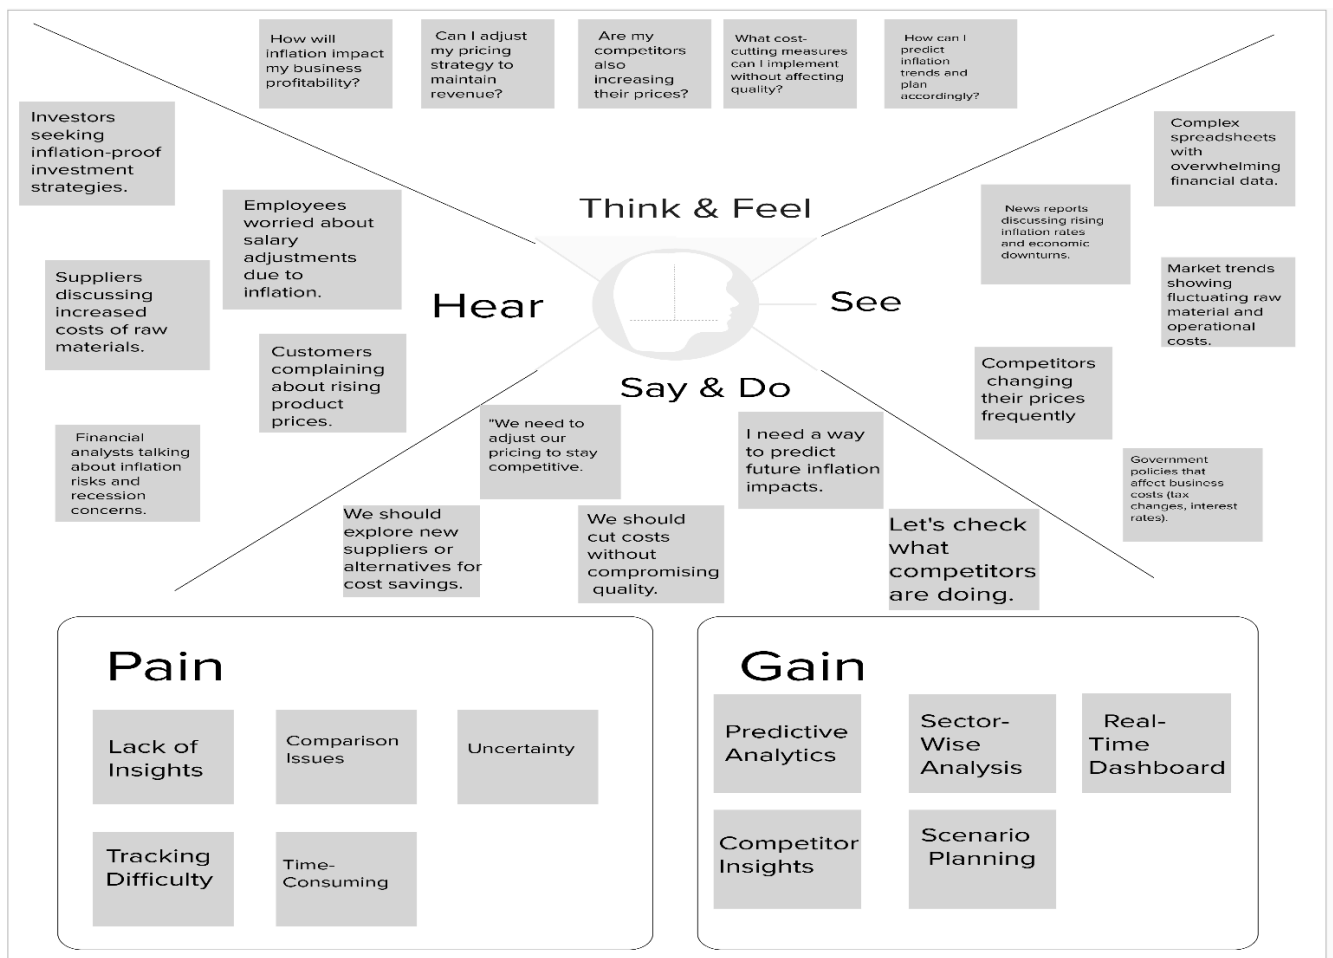 How will
inflation impact
my business
profitability?
Can I adjust
my pricing
strategy to
maintain
revenue?
Are my
competitors
also
increasing
their prices?
What cost-
cutting measures
can I implement
without affecting
quality?
How can I
predict
inflation
trends and
plan
accordingly?
Think & Feel
Investors
seeking
inflation-proof
investment
strategies.
Employees
worried about
salary
adjustments
due to
inflation.
Suppliers
discussing
increased
costs of raw
materials.
Customers
complaining
about rising
product
prices.
Financial
analysts talking
about inflation
risks and
recession
concerns.
Hear
See
Complex
spreadsheets
with
overwhelming
financial data.
News reports
discussing rising
inflation rates
and economic
downturns.
Market trends
showing
fluctuating raw
material and
operational
costs.
Competitors
changing
their prices
frequently
Government
policies that
affect business
costs (tax
changes, interest
rates).
Say & Do
"We need to
adjust our
pricing to stay
competitive.
I need a way
to predict
future inflation
impacts.
We should
explore new
suppliers or
alternatives for
cost savings.
We should
cut costs
without
compromising
quality.
Let's check
what
competitors
are doing.
Pain
Lack of
Insights
Comparison
Issues
Uncertainty
Tracking
Difficulty
Time-
Consuming
Gain
Predictive
Analytics
Sector-
Wise
Analysis
Real-
Time
Dashboard
Competitor
Insights
Scenario
Planning